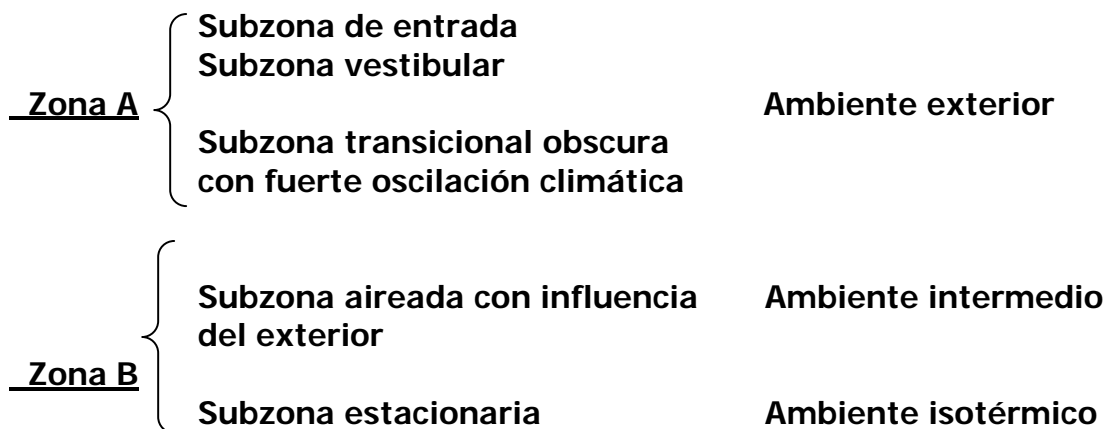 Subzona de entrada
Subzona vestibular
Zona A
Ambiente exterior
Subzona transicional obscura
con fuerte oscilación climática
Subzona aireada con influencia
Ambiente intermedio
del exterior
Zona B
Subzona estacionaria
Ambiente isotérmico